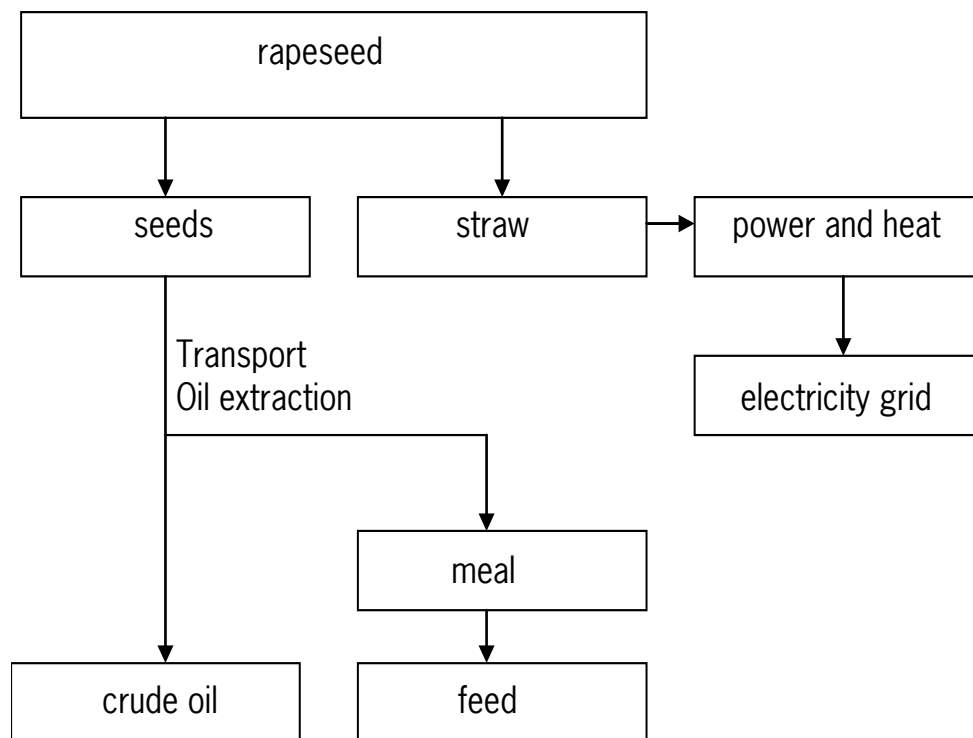 rapeseed
seeds
straw
power and heat
Transport
Oil extraction
electricity grid
meal
crude oil
feed